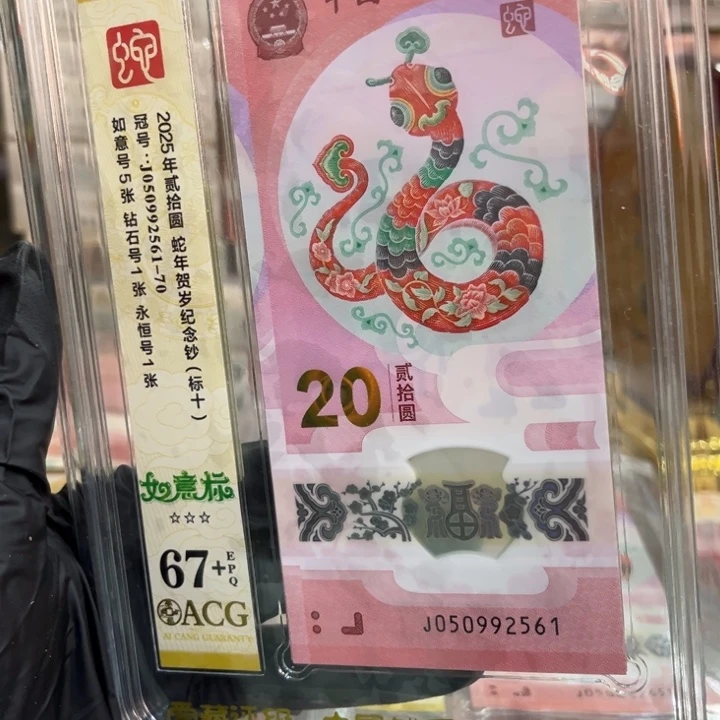 蛇
2025年贰拾圆 蛇年贺岁纪念钞(标十)
冠号:J050992561-70
如意号5张 钻石号1张 永恒号1张
如意标
☆☆☆
67+EPQ
ACG
AI CANG GUARANTY
蛇
20
贰拾圆
福
J050992561